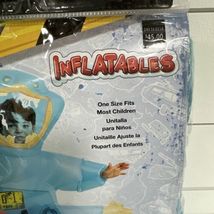 $45.00
INFLATABLES
One Size Fits
Most Children
Unitalla
para Niños
Unitaille Ajuste la
Plupart des Enfants